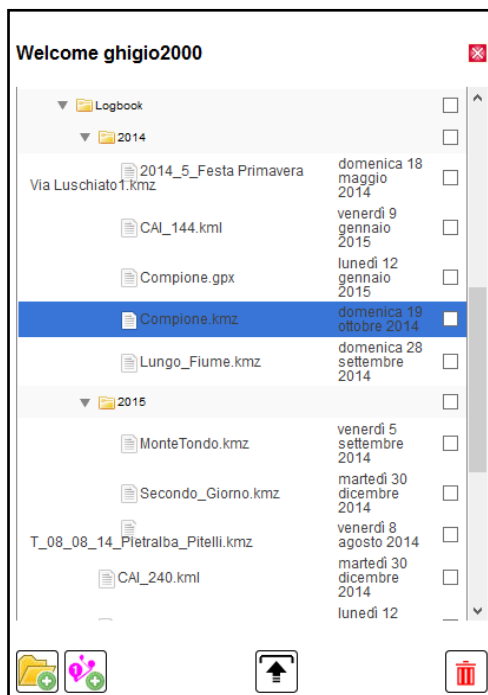 Welcome ghigio2000
Logbook
2014
2014_5_Festa Primavera
Via Luschiato1.kmz
domenica 18
maggio
2014
CAI_144.kml
venerdì 9
gennaio
2015
Compione.gpx
lunedì 12
gennaio
2015
Compione.kmz
domenica 19
ottobre 2014
Lungo_Fiume.kmz
domenica 28
settembre
2014
2015
MonteTondo.kmz
venerdì 5
settembre
2014
Secondo_Giorno.kmz
martedì 30
dicembre
2014
T_08_08_14_Pietralba_Pitelli.kmz
venerdì 8
agosto 2014
CAI_240.kml
martedì 30
dicembre
2014
lunedì 12
1